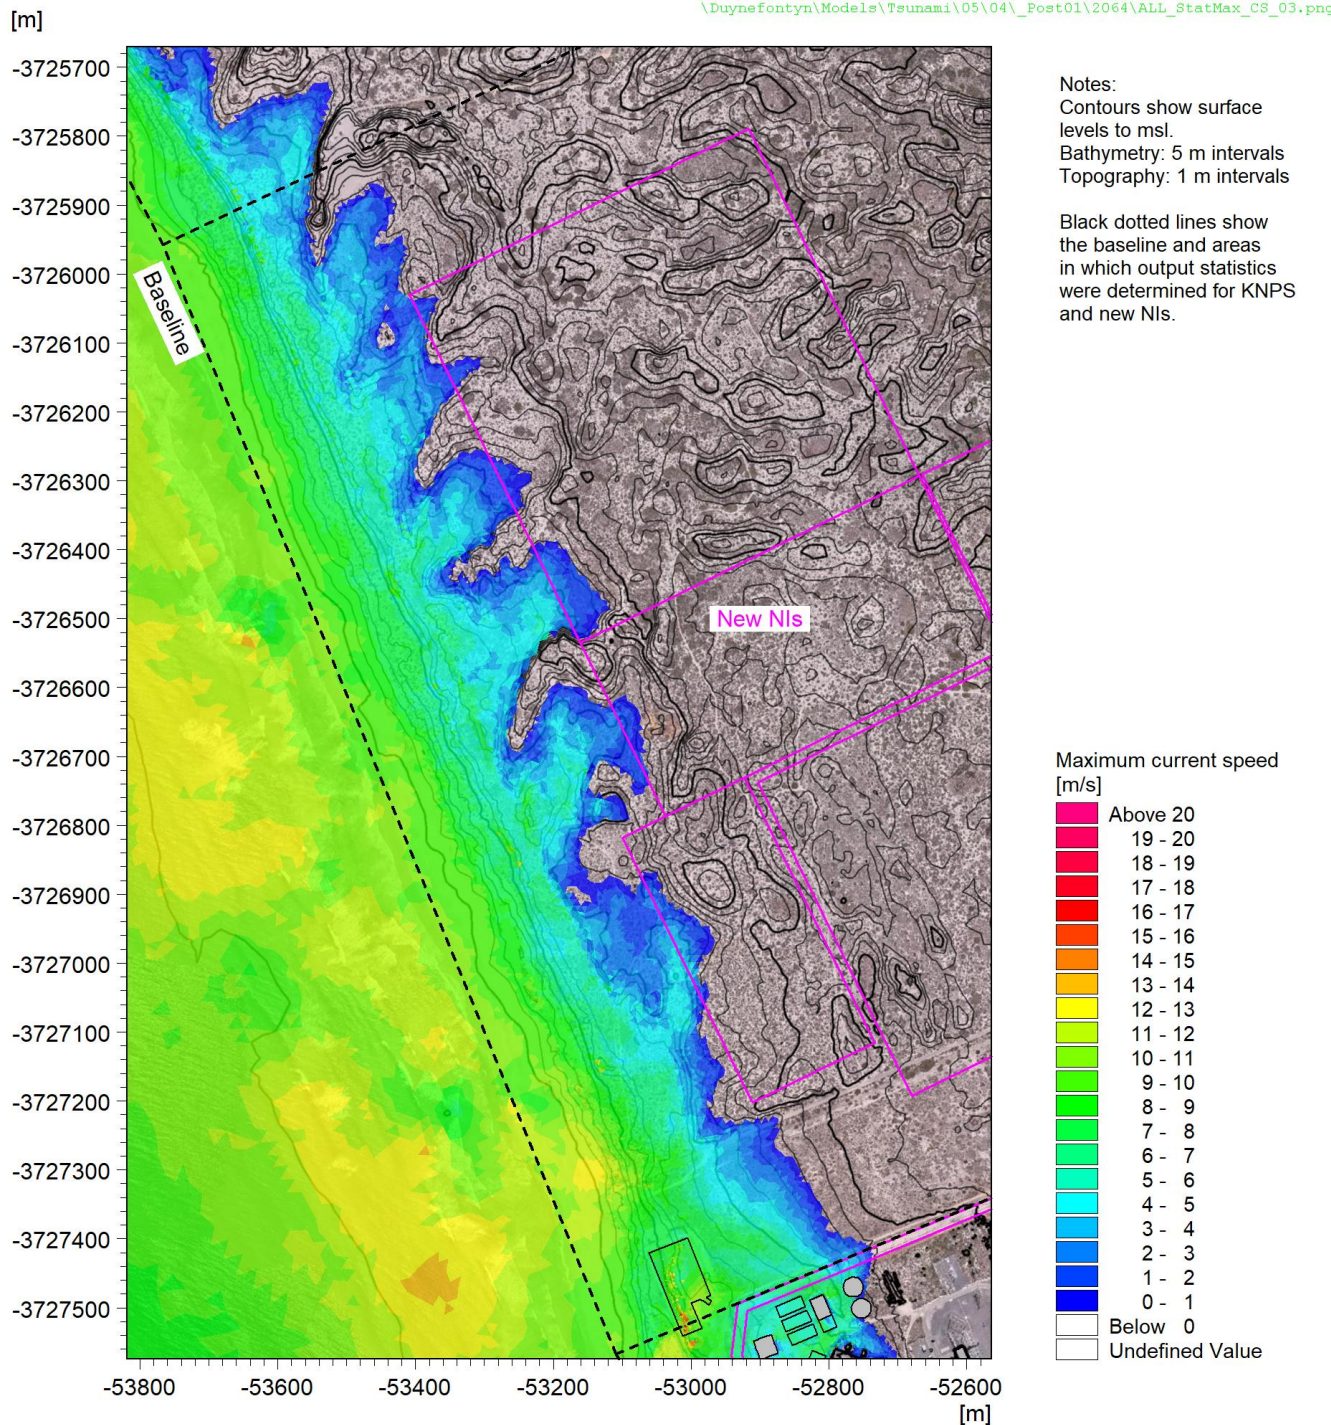 \Duynefontyn\Models\Tsunami\05\04\_Post01\2064\ALL_StatMax_CS_03.png
[m]
-3725700
-3725800
-3725900
-3726000
-3726100
-3726200
-3726300
-3726400
-3726500
-3726600
-3726700
-3726800
-3726900
-3727000
-3727100
-3727200
-3727300
-3727400
-3727500
Baseline
New NIs
-53800
-53600
-53400
-53200
-53000
-52800
-52600
[m]
Notes:
Contours show surface
levels to msl.
Bathymetry: 5 m intervals
Topography: 1 m intervals
Black dotted lines show
the baseline and areas
in which output statistics
were determined for KNPS
and new NIs.
Maximum current speed
[m/s]
Above 20
19 - 20
18 - 19
17 - 18
16 - 17
15 - 16
14 - 15
13 - 14
12 - 13
11 - 12
10 - 11
9 - 10
8 - 9
7 - 8
6 - 7
5 - 6
4 - 5
3 - 4
2 - 3
1 - 2
0 - 1
Below 0
Undefined Value